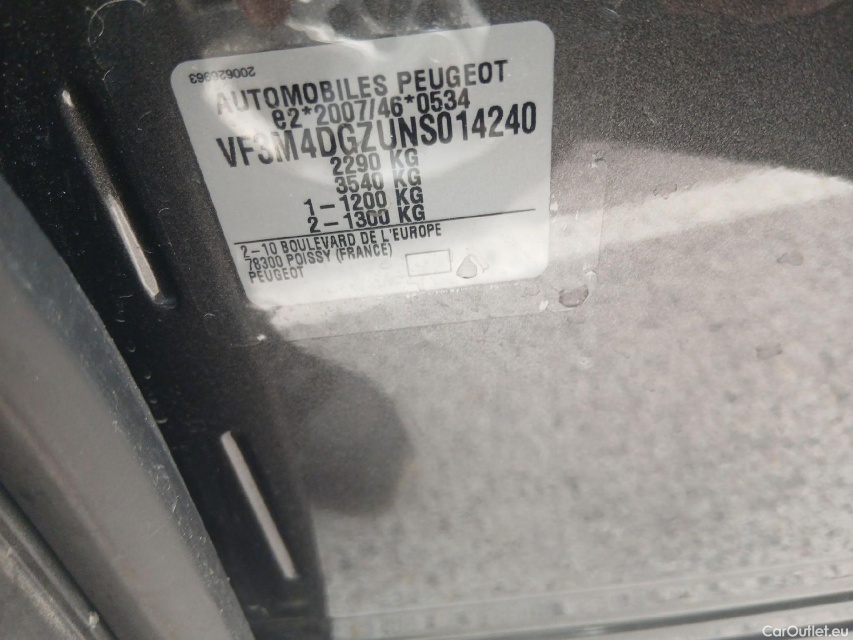 200626963
AUTOMOBILES PEUGEOT
e2*2007/46*0534
VF3M4DGZUNS014240
2290 KG
3540 KG
1-1200 KG
2-1300 KG
2-10 BOULEVARD DE L'EUROPE
78300 POISSY (FRANCE)
PEUGEOT
CarOutlet.eu